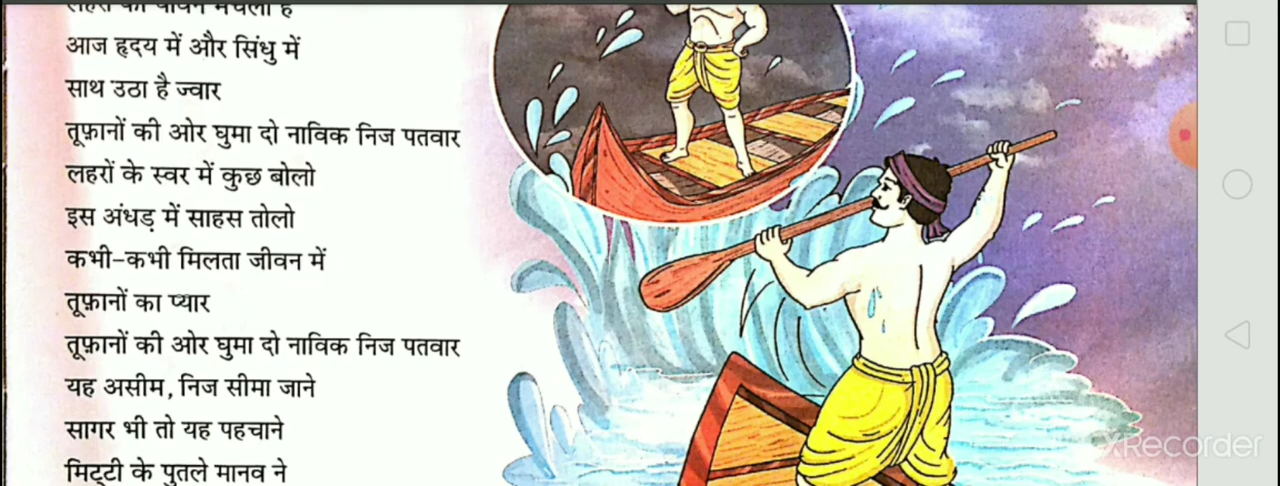 आज हृदय में और सिंधु में
साथ उठा है ज्वार
तूफ़ानों की ओर घुमा दो नाविक निज पतवार
लहरों के स्वर में कुछ बोलो
इस अंधड़ में साहस तोलो
कभी-कभी मिलता जीवन में
तूफ़ानों का प्यार
तूफ़ानों की ओर घुमा दो नाविक निज पतवार
यह असीम, निज सीमा जाने
सागर भी तो यह पहचाने
मिट्टी के पुतले मानव ने
XRecorder